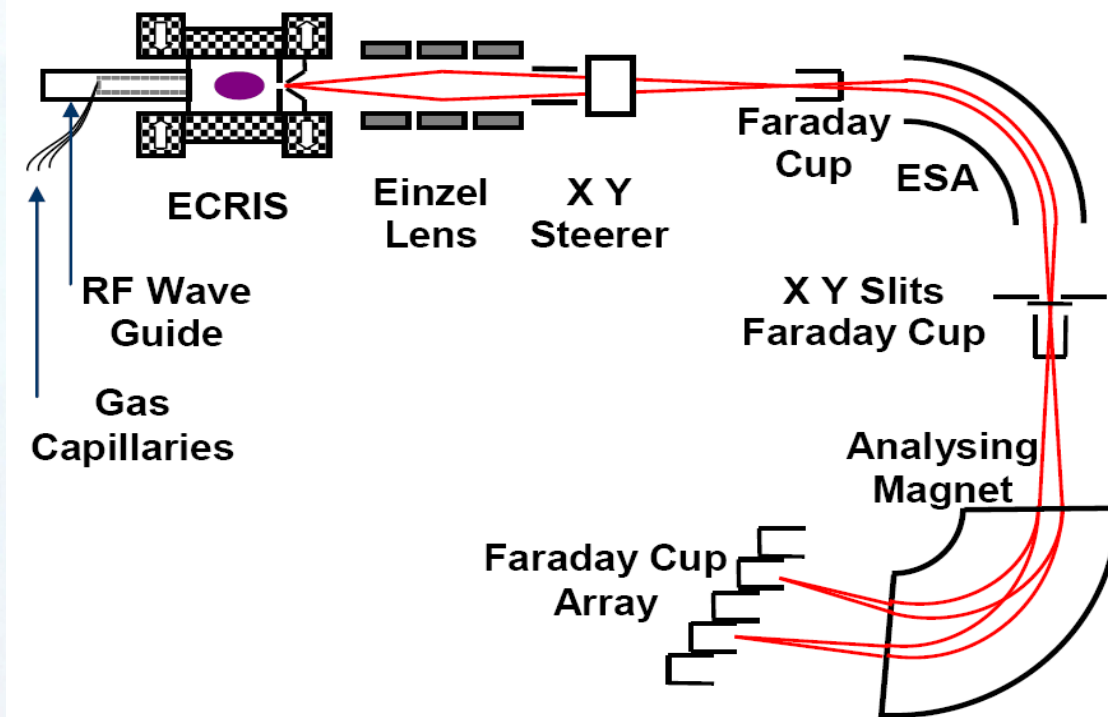 ECRIS
Einzel
Lens
X Y
Steerer
Faraday
Cup
ESA
RF Wave
Guide
Gas
Capillaries
X Y Slits
Faraday Cup
Analysing
Magnet
Faraday Cup
Array